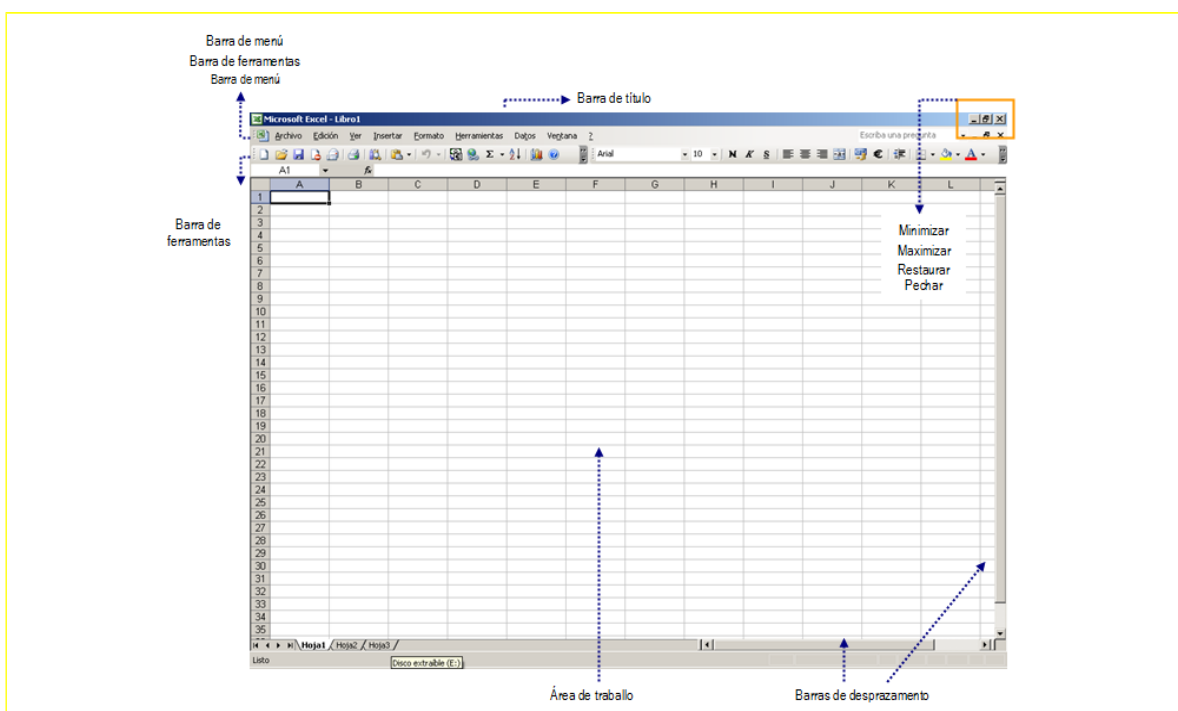 Barra de menú
Barra de ferramentas
Barra de menú
Barra de título
Microsoft Excel - Libro1
Archivo Edición Ver Insertar Formato Herramientas Datos Ventana ?
Escriba una pregunta
Arial 10 N K S €
A1 fx
A B C D E F G H I J K L
1
2
3
4
5
6
7
8
9
10
11
12
13
14
15
16
17
18
19
20
21
22
23
24
25
26
27
28
29
30
31
32
33
34
35
Barra de
ferramentas
Minimizar
Maximizar
Restaurar
Pechar
Hoja1 Hoja2 Hoja3
Listo
Disco extraíble (E:)
Área de traballo
Barras de desprazamento